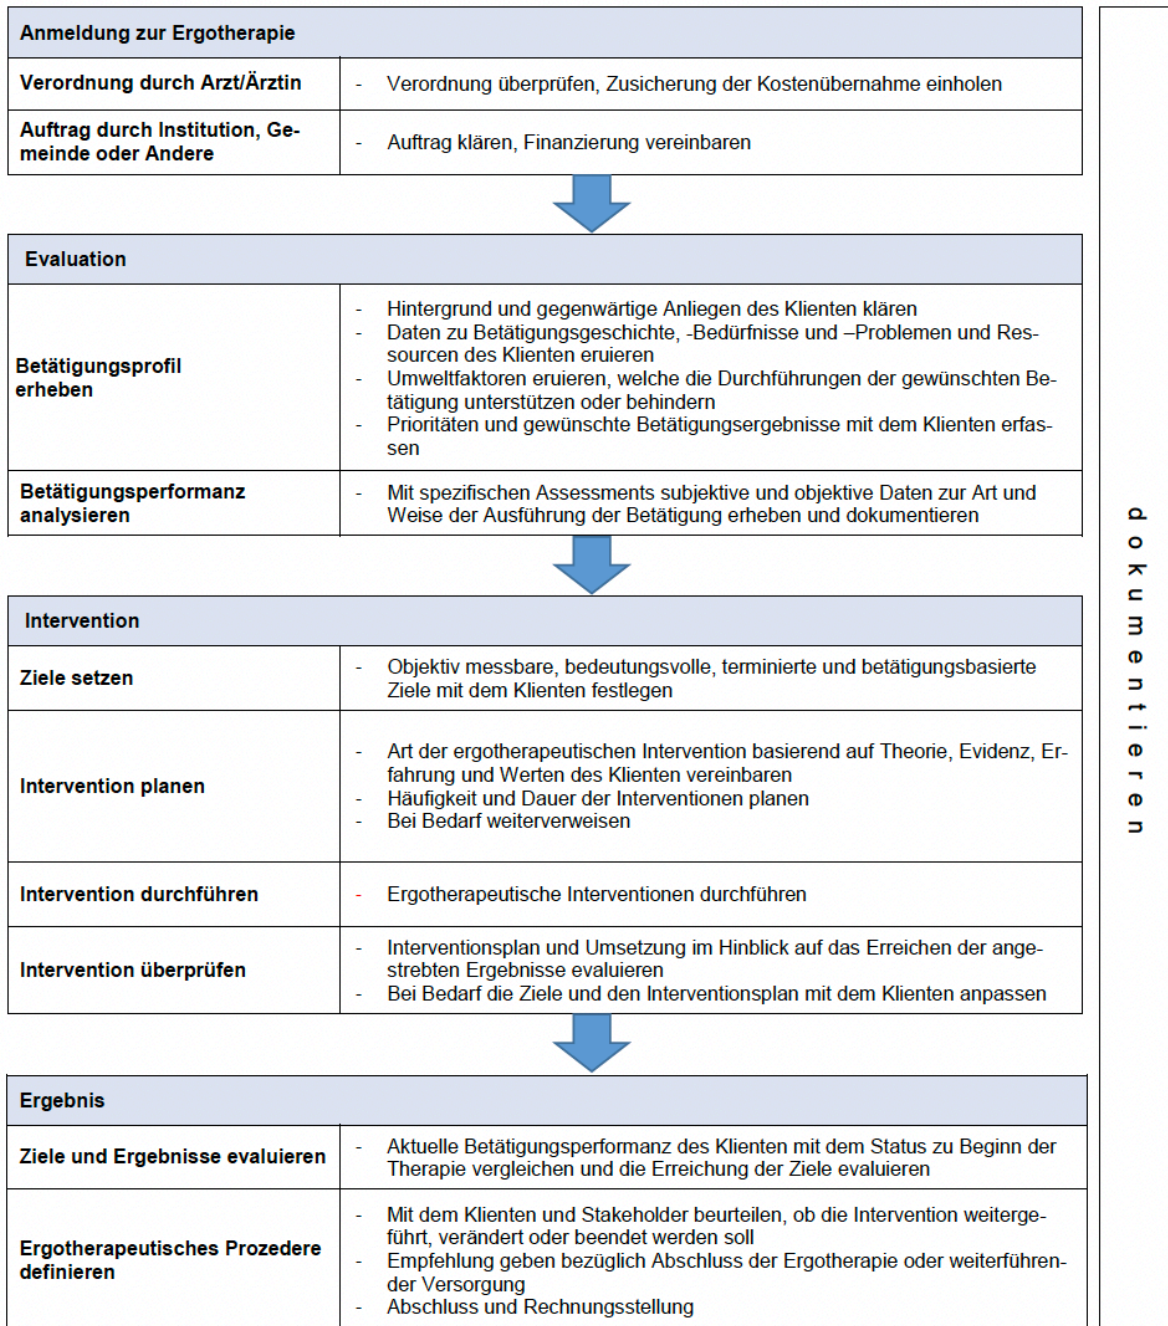 Anmeldung zur Ergotherapie
Verordnung durch Arzt/Ärztin
- Verordnung überprüfen, Zusicherung der Kostenübernahme einholen
Auftrag durch Institution, Ge-
meinde oder Andere
- Auftrag klären, Finanzierung vereinbaren
Evaluation
Betätigungsprofil
erheben
- Hintergrund und gegenwärtige Anliegen des Klienten klären
- Daten zu Betätigungsgeschichte, -Bedürfnisse und –Problemen und Res-
sourcen des Klienten eruieren
- Umweltfaktoren eruieren, welche die Durchführungen der gewünschten Be-
tätigung unterstützen oder behindern
- Prioritäten und gewünschte Betätigungsergebnisse mit dem Klienten erfas-
sen
Betätigungsperformanz
analysieren
- Mit spezifischen Assessments subjektive und objektive Daten zur Art und
Weise der Ausführung der Betätigung erheben und dokumentieren
Intervention
Ziele setzen
- Objektiv messbare, bedeutungsvolle, terminierte und betätigungsbasierte
Ziele mit dem Klienten festlegen
Intervention planen
- Art der ergotherapeutischen Intervention basierend auf Theorie, Evidenz, Er-
fahrung und Werten des Klienten vereinbaren
- Häufigkeit und Dauer der Interventionen planen
- Bei Bedarf weiterverweisen
Intervention durchführen
- Ergotherapeutische Interventionen durchführen
Intervention überprüfen
- Interventionsplan und Umsetzung im Hinblick auf das Erreichen der ange-
strebten Ergebnisse evaluieren
- Bei Bedarf die Ziele und den Interventionsplan mit dem Klienten anpassen
Ergebnis
Ziele und Ergebnisse evaluieren
- Aktuelle Betätigungsperformanz des Klienten mit dem Status zu Beginn der
Therapie vergleichen und die Erreichung der Ziele evaluieren
Ergotherapeutisches Prozedere
definieren
- Mit dem Klienten und Stakeholder beurteilen, ob die Intervention weiterge-
führt, verändert oder beendet werden soll
- Empfehlung geben bezüglich Abschluss der Ergotherapie oder weiterführen-
der Versorgung
- Abschluss und Rechnungsstellung
dokumentieren